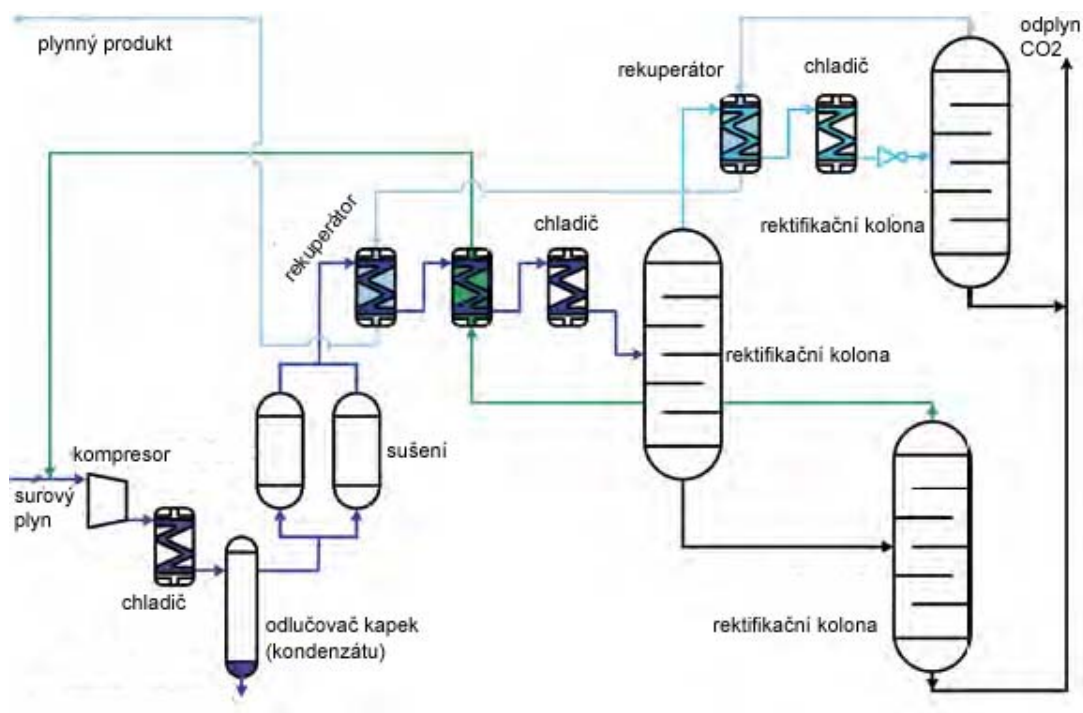 plynný produkt
odplyn
CO2
rekuperátor
chladič
rektifikační kolona
rekuperátor
chladič
rektifikační kolona
kompresor
sušení
surový
plyn
chladič
odlučovač kapek
(kondenzátu)
rektifikační kolona